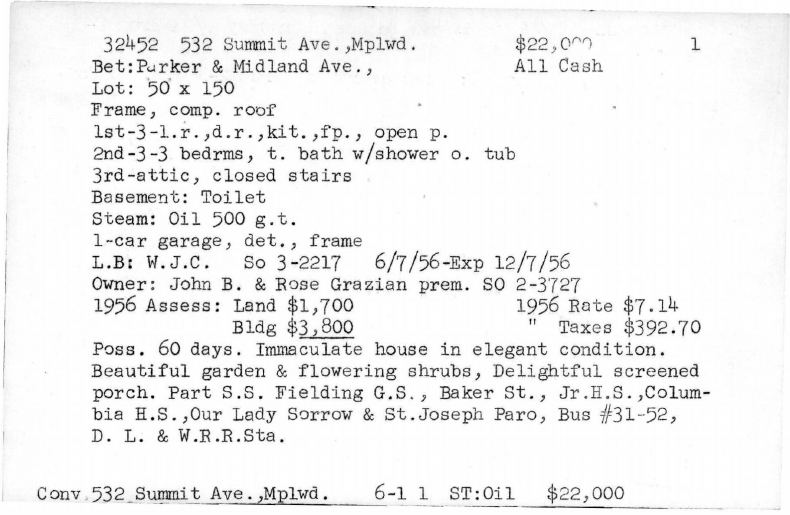 32452 532 Summit Ave.,Mplwd. $22,000 1
Bet:Parker & Midland Ave., All Cash
Lot: 50 x 150
Frame, comp. roof
1st-3-l.r.,d.r.,kit.,fp., open p.
2nd-3-3 bedrms, t. bath w/shower o. tub
3rd-attic, closed stairs
Basement: Toilet
Steam: Oil 500 g.t.
1-car garage, det., frame
L.B: W.J.C. So 3-2217 6/7/56-Exp 12/7/56
Owner: John B. & Rose Grazian prem. SO 2-3727
1956 Assess: Land $1,700 1956 Rate $7.14
Bldg $3,800 " Taxes $392.70
Poss. 60 days. Immaculate house in elegant condition.
Beautiful garden & flowering shrubs, Delightful screened
porch. Part S.S. Fielding G.S., Baker St., Jr.H.S.,Colum-
bia H.S.,Our Lady Sorrow & St.Joseph Paro, Bus #31-52,
D. L. & W.R.R.Sta.
Conv.532 Summit Ave.,Mplwd. 6-1 1 ST:Oil $22,000